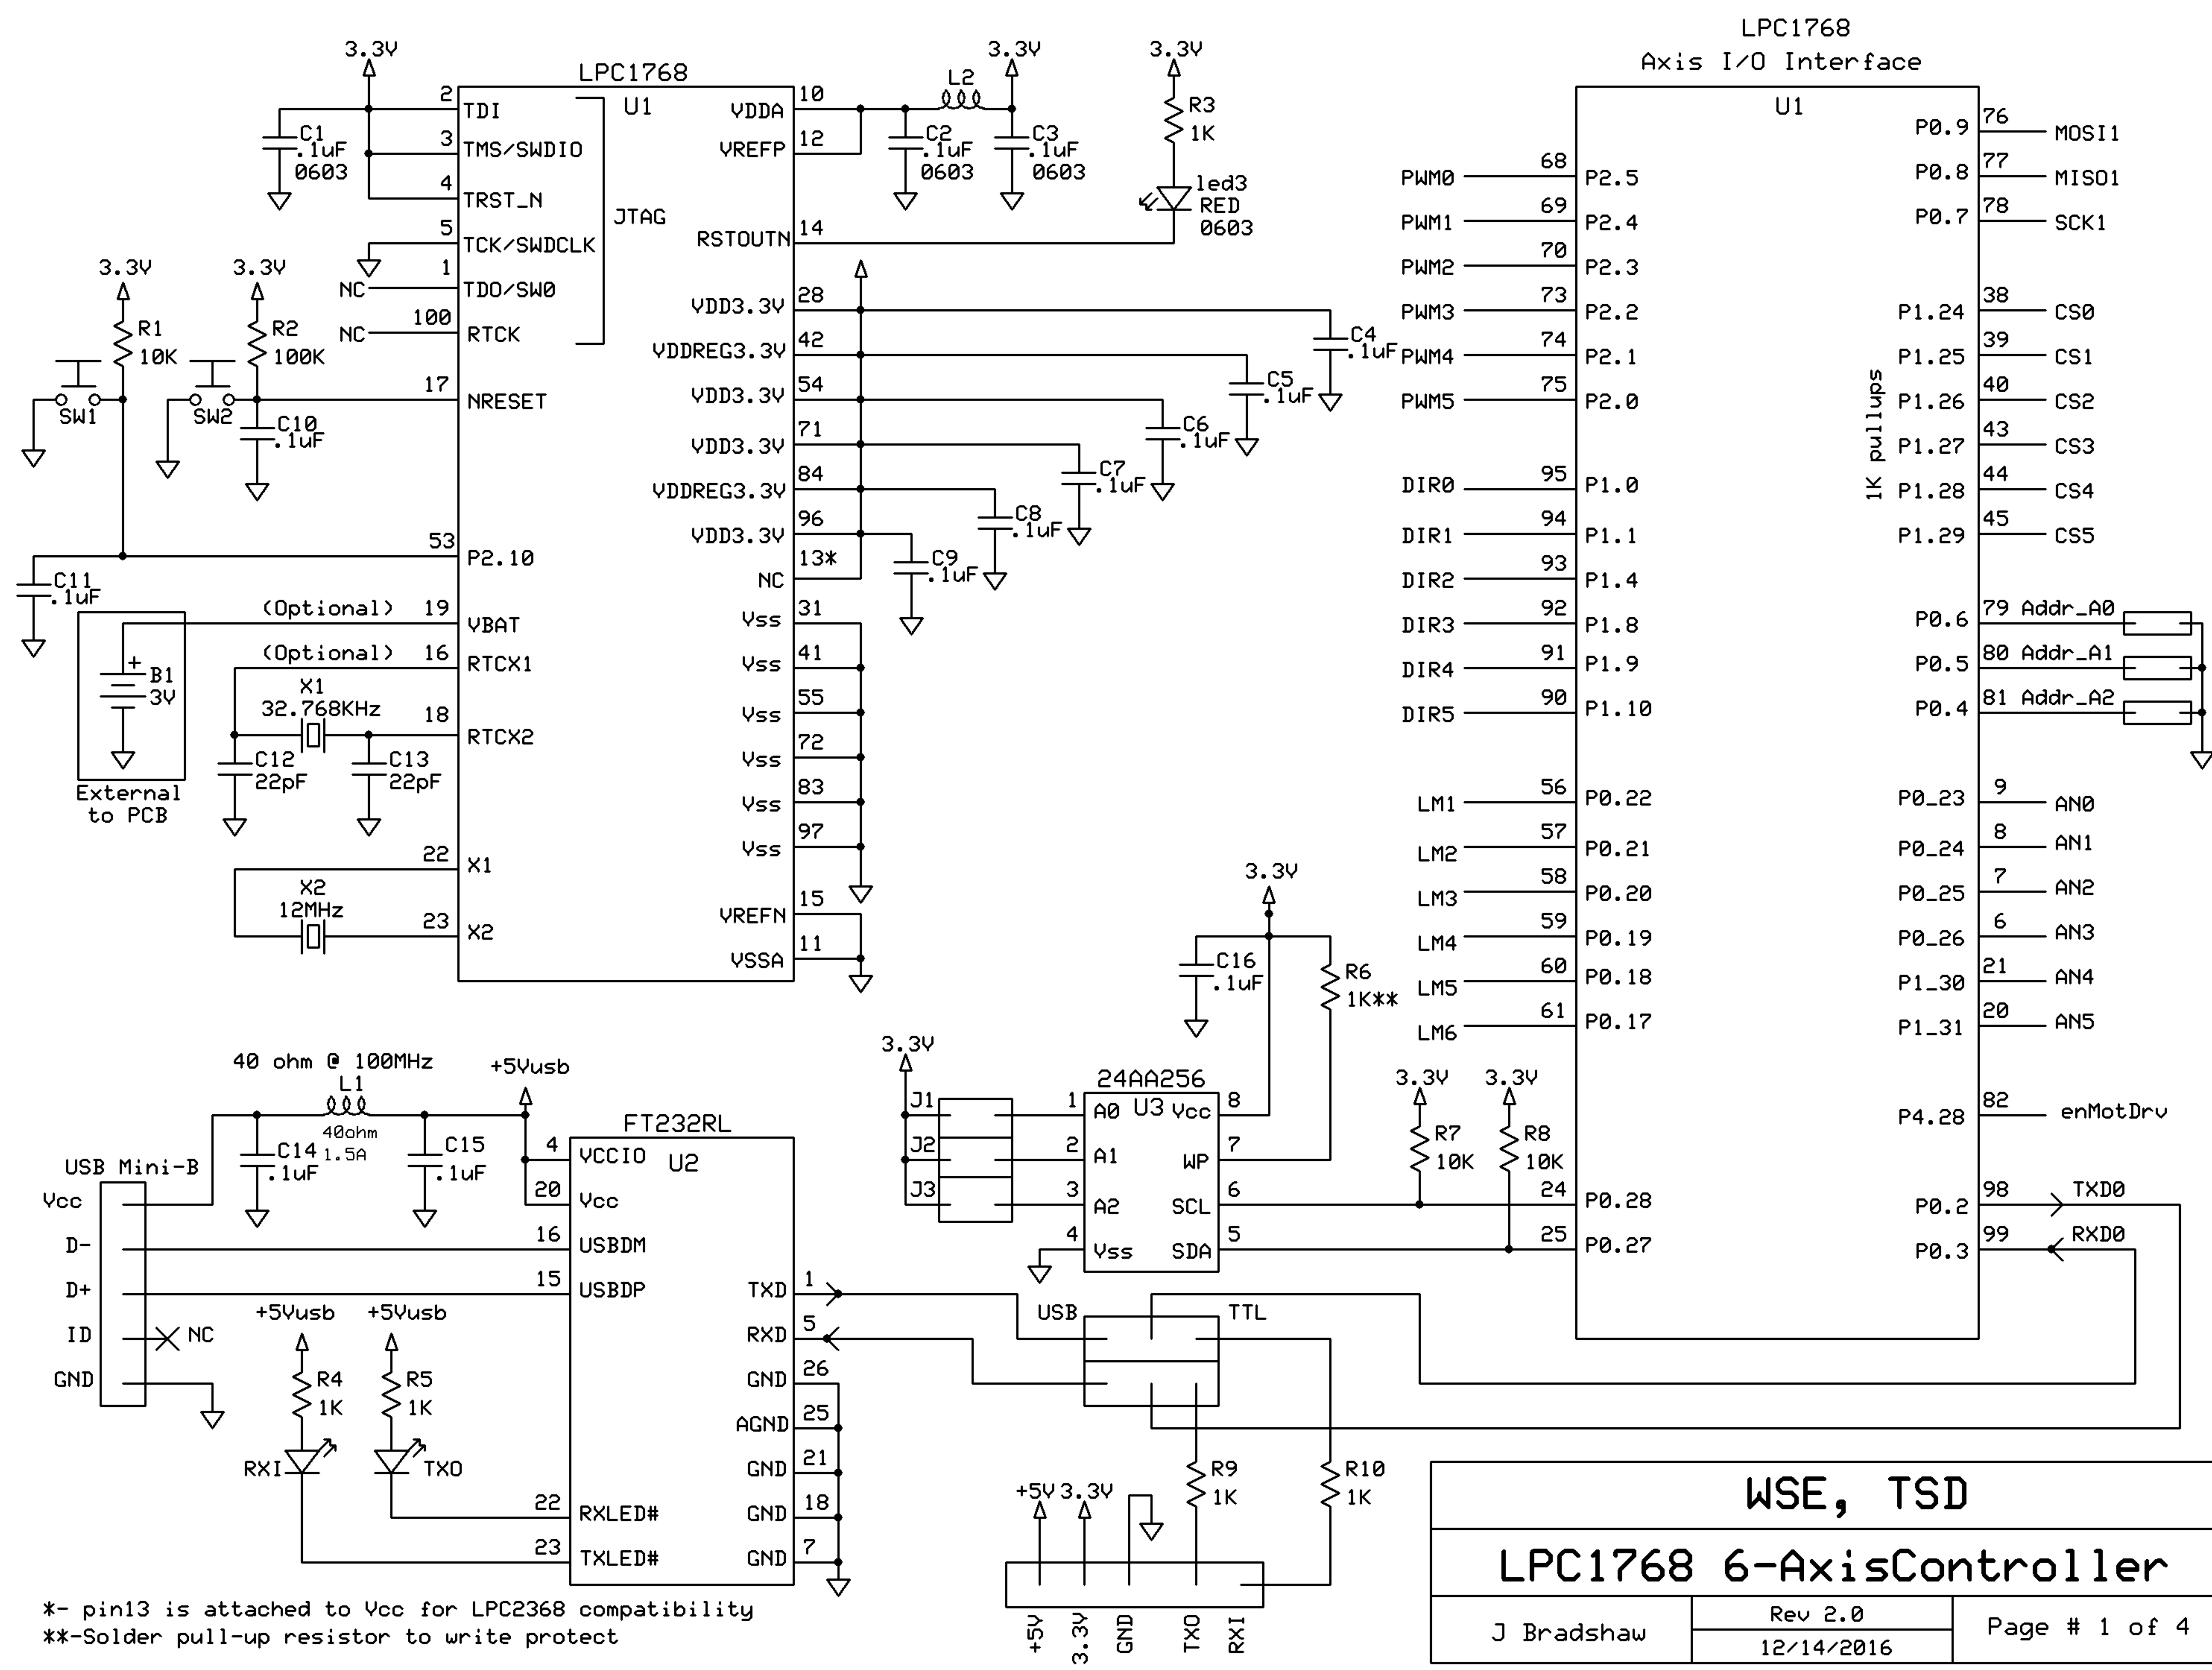 LPC1768
Axis I/O Interface
3.3V
3.3V
3.3V
LPC1768
U1
L2
2 TDI
3 TMS/SWDIO
4 TRST_N
5 TCK/SWDCLK
1 TDO/SW0
100 RTCK
17 NRESET
53 P2.10
19 VBAT
16 RTCX1
18 RTCX2
22 X1
23 X2
JTAG
NC
NC
C1
.1uF
0603
3.3V
3.3V
R1
10K
R2
100K
SW1
SW2
C10
.1uF
C11
.1uF
(Optional)
(Optional)
B1
3V
+
External
to PCB
X1
32.768KHz
C12
22pF
C13
22pF
X2
12MHz
VDDA 10
VREFP 12
RSTOUTN 14
VDD3.3V 28
VDDREG3.3V 42
VDD3.3V 54
VDD3.3V 71
VDDREG3.3V 84
VDD3.3V 96
NC 13*
Vss 31
Vss 41
Vss 55
Vss 72
Vss 83
Vss 97
VREFN 15
VSSA 11
C2
.1uF
0603
C3
.1uF
0603
R3
1K
led3
RED
0603
C4
.1uF
C5
.1uF
C6
.1uF
C7
.1uF
C8
.1uF
C9
.1uF
U1
PWM0 68 P2.5
PWM1 69 P2.4
PWM2 70 P2.3
PWM3 73 P2.2
PWM4 74 P2.1
PWM5 75 P2.0
DIR0 95 P1.0
DIR1 94 P1.1
DIR2 93 P1.4
DIR3 92 P1.8
DIR4 91 P1.9
DIR5 90 P1.10
LM1 56 P0.22
LM2 57 P0.21
LM3 58 P0.20
LM4 59 P0.19
LM5 60 P0.18
LM6 61 P0.17
24 P0.28
25 P0.27
P0.9 76 MOSI1
P0.8 77 MISO1
P0.7 78 SCK1
1K pullups
P1.24 38 CS0
P1.25 39 CS1
P1.26 40 CS2
P1.27 43 CS3
P1.28 44 CS4
P1.29 45 CS5
P0.6 79 Addr_A0
P0.5 80 Addr_A1
P0.4 81 Addr_A2
P0_23 9 AN0
P0_24 8 AN1
P0_25 7 AN2
P0_26 6 AN3
P1_30 21 AN4
P1_31 20 AN5
P4.28 82 enMotDrv
P0.2 98 TXD0
P0.3 99 RXD0
3.3V
C16
.1uF
R6
1K**
3.3V
J1
J2
J3
24AA256
U3
1 A0
2 A1
3 A2
4 Vss
Vcc 8
WP 7
SCL 6
SDA 5
3.3V
3.3V
R7
10K
R8
10K
40 ohm @ 100MHz
L1
40ohm
1.5A
+5Vusb
C14
.1uF
C15
.1uF
USB Mini-B
Vcc
D-
D+
ID
GND
NC
FT232RL
U2
4 VCCIO
20 Vcc
16 USBDM
15 USBDP
22 RXLED#
23 TXLED#
TXD 1
RXD 5
GND 26
AGND 25
GND 21
GND 18
GND 7
+5Vusb
+5Vusb
R4
1K
R5
1K
RXI
TXO
USB
TTL
R9
1K
R10
1K
+5V
3.3V
+5V
3.3V
GND
TXO
RXI
*- pin13 is attached to Vcc for LPC2368 compatibility
**-Solder pull-up resistor to write protect
WSE, TSD
LPC1768 6-AxisController
J Bradshaw
Rev 2.0
12/14/2016
Page # 1 of 4